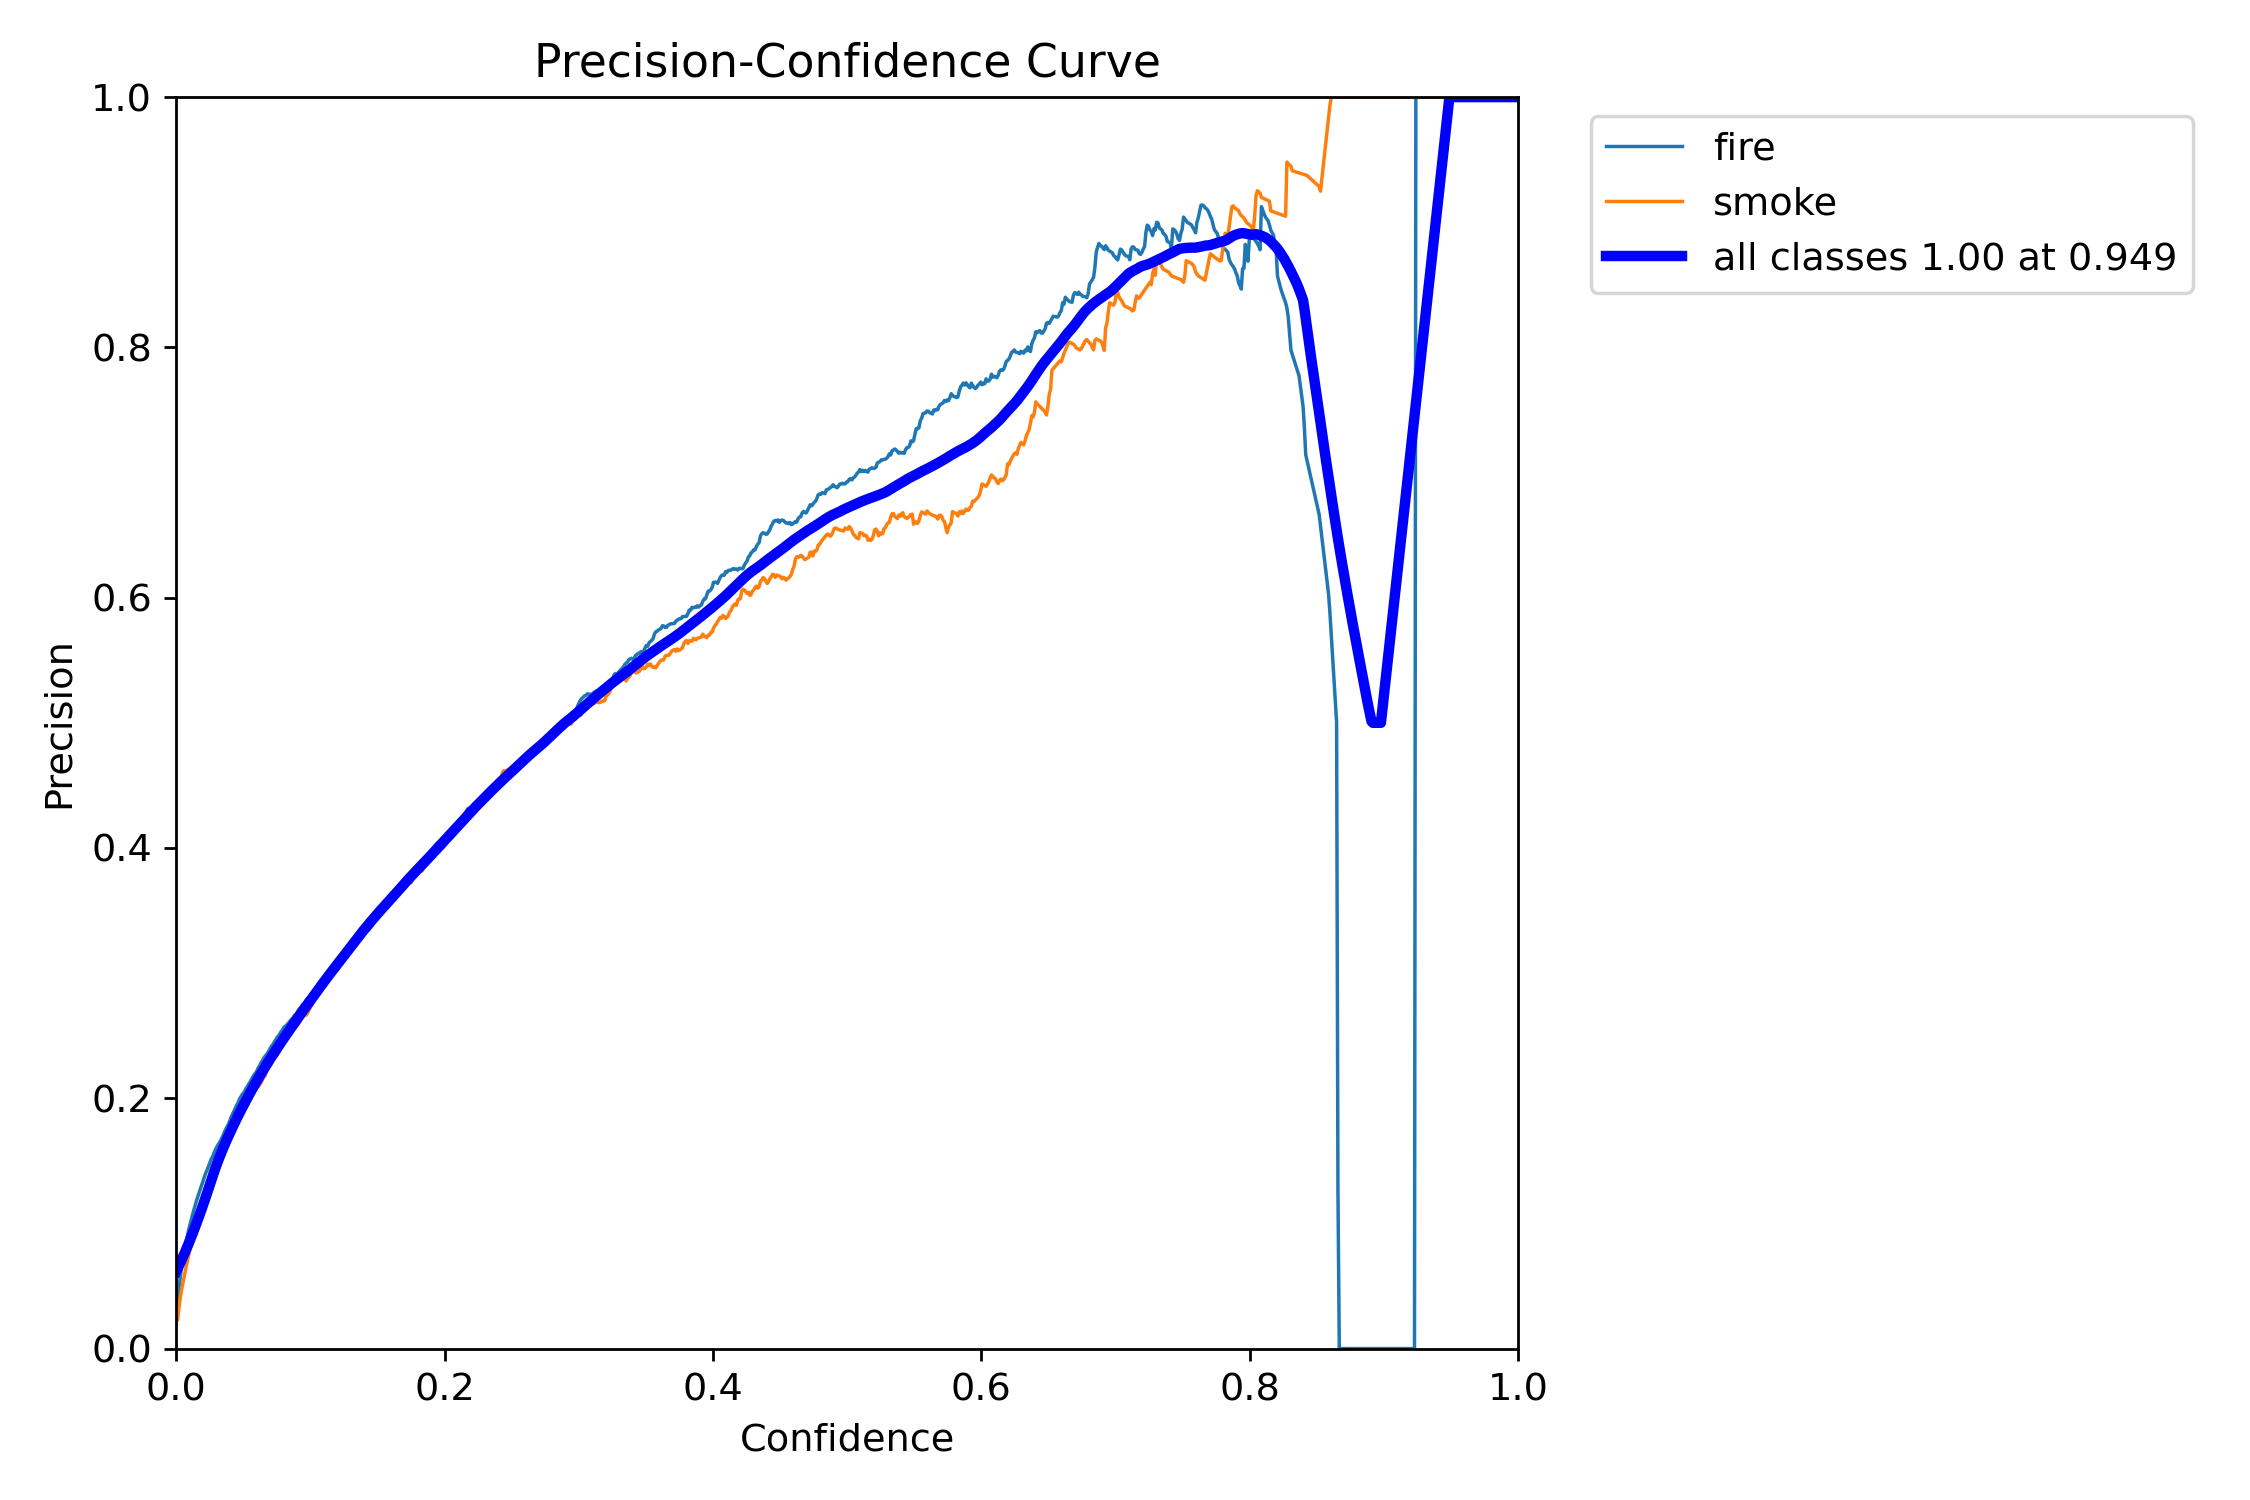 Precision-Confidence Curve
1.0
0.8
0.6
0.4
0.2
0.0
Precision
0.0 0.2 0.4 0.6 0.8 1.0
Confidence
fire
smoke
all classes 1.00 at 0.949